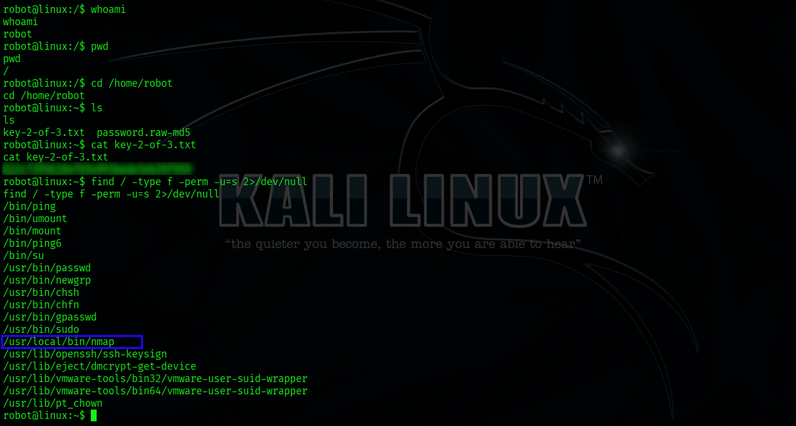 robot@linux:/$ whoami
whoami
robot
robot@linux:/$ pwd
pwd
/
robot@linux:/$ cd /home/robot
cd /home/robot
robot@linux:~$ ls
ls
key-2-of-3.txt  password.raw-md5
robot@linux:~$ cat key-2-of-3.txt
cat key-2-of-3.txt
robot@linux:~$ find / -type f -perm -u=s 2>/dev/null
find / -type f -perm -u=s 2>/dev/null
/bin/ping
/bin/umount
/bin/mount
/bin/ping6
/bin/su
/usr/bin/passwd
/usr/bin/newgrp
/usr/bin/chsh
/usr/bin/chfn
/usr/bin/gpasswd
/usr/bin/sudo
/usr/local/bin/nmap
/usr/lib/openssh/ssh-keysign
/usr/lib/eject/dmcrypt-get-device
/usr/lib/vmware-tools/bin32/vmware-user-suid-wrapper
/usr/lib/vmware-tools/bin64/vmware-user-suid-wrapper
/usr/lib/pt_chown
robot@linux:~$
KALI LINUX™
“the quieter you become, the more you are able to hear”